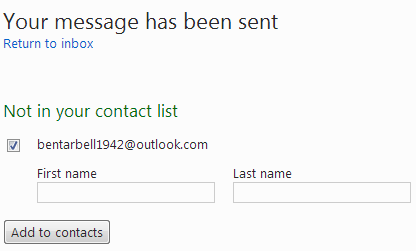 Your message has been sent
Return to inbox
Not in your contact list
bentarbell1942@outlook.com
First name Last name
Add to contacts